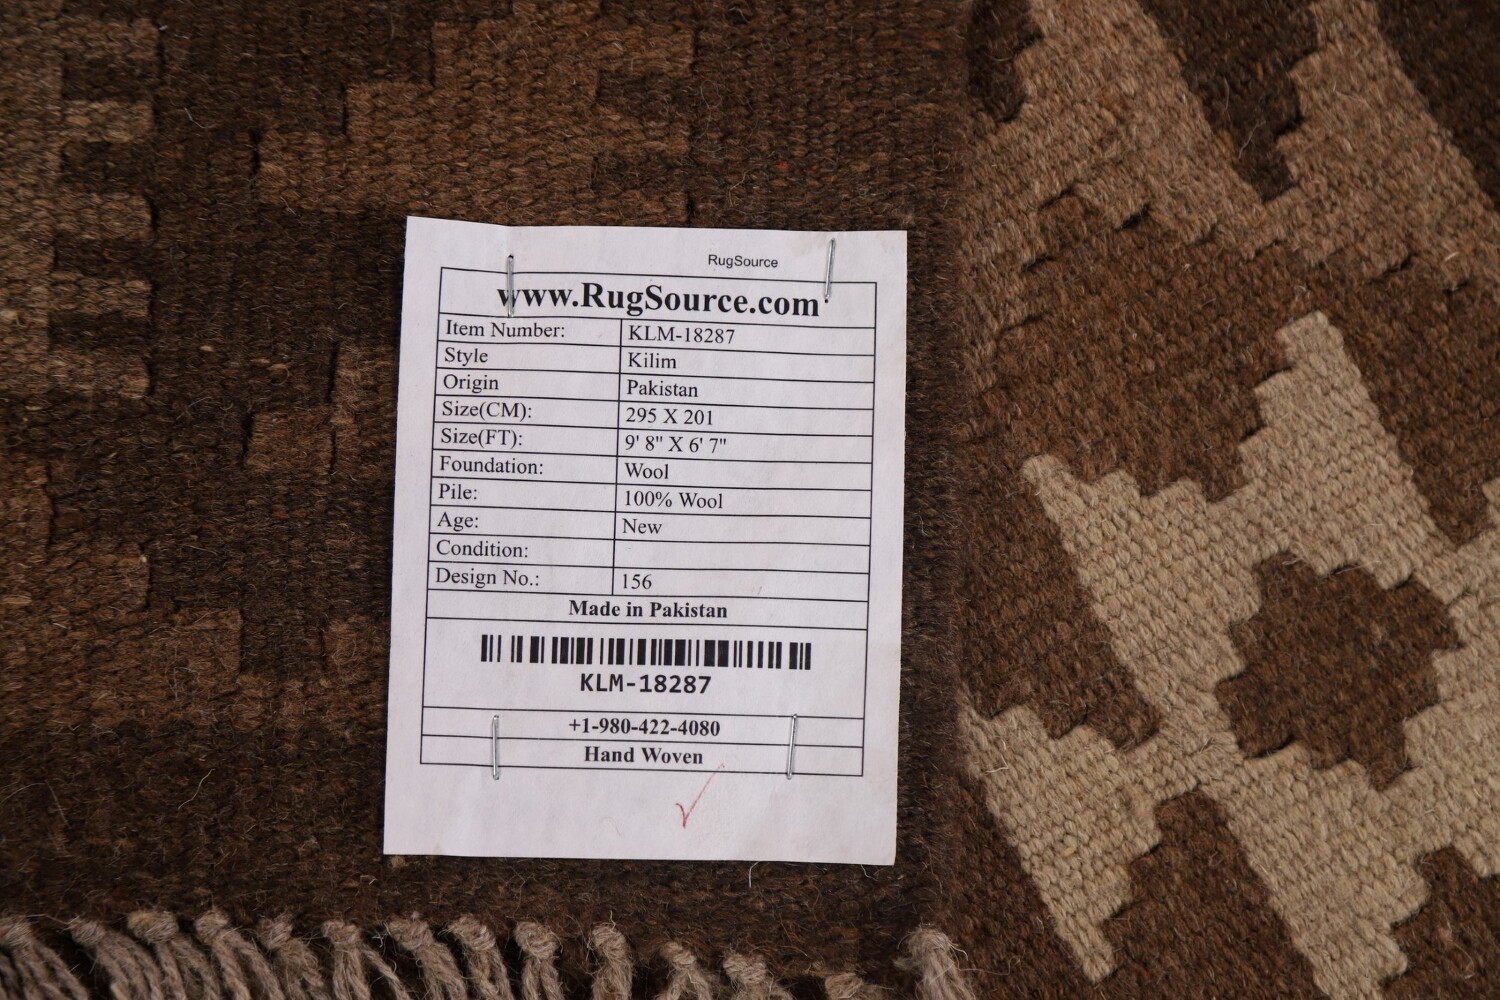 RugSource
www.RugSource.com
Item Number: KLM-18287
Style Kilim
Origin Pakistan
Size(CM): 295 X 201
Size(FT): 9' 8" X 6' 7"
Foundation: Wool
Pile: 100% Wool
Age: New
Condition:
Design No.: 156
Made in Pakistan
KLM-18287
+1-980-422-4080
Hand Woven